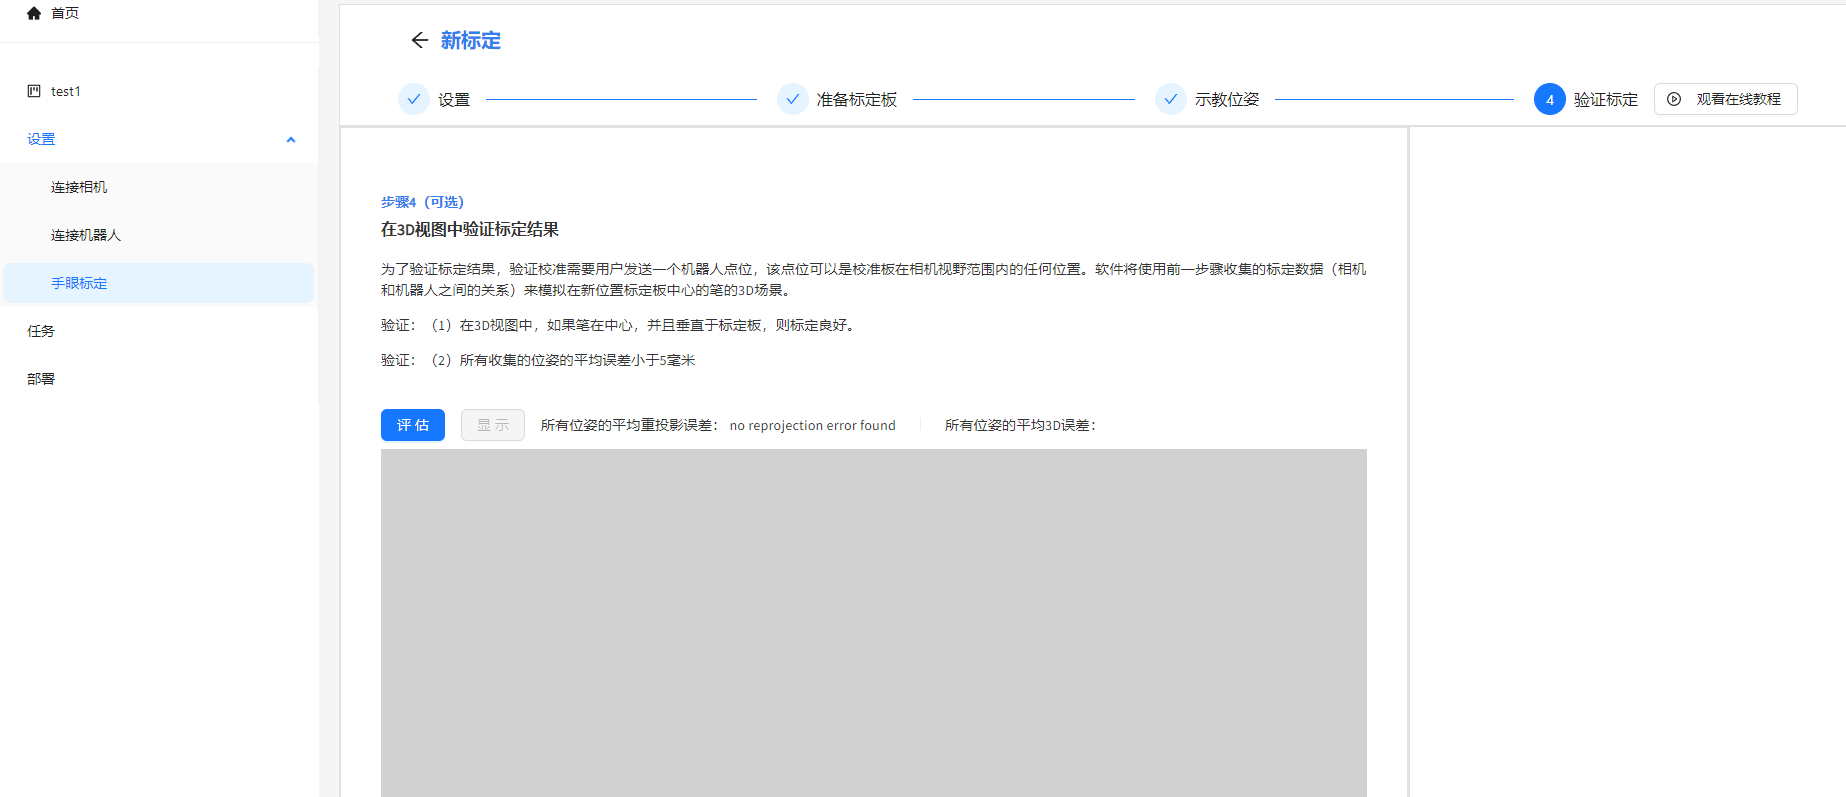 首页
test1
设置
连接相机
连接机器人
手眼标定
任务
部署
新标定
设置
准备标定板
示教位姿
4 验证标定
观看在线教程
步骤4（可选）
在3D视图中验证标定结果
为了验证标定结果，验证校准需要用户发送一个机器人点位，该点位可以是校准板在相机视野范围内的任何位置。软件将使用前一步骤收集的标定数据（相机
和机器人之间的关系）来模拟在新位置标定板中心的笔的3D场景。
验证：（1）在3D视图中，如果笔在中心，并且垂直于标定板，则标定良好。
验证：（2）所有收集的位姿的平均误差小于5毫米
评 估 显 示 所有位姿的平均重投影误差： no reprojection error found 所有位姿的平均3D误差：